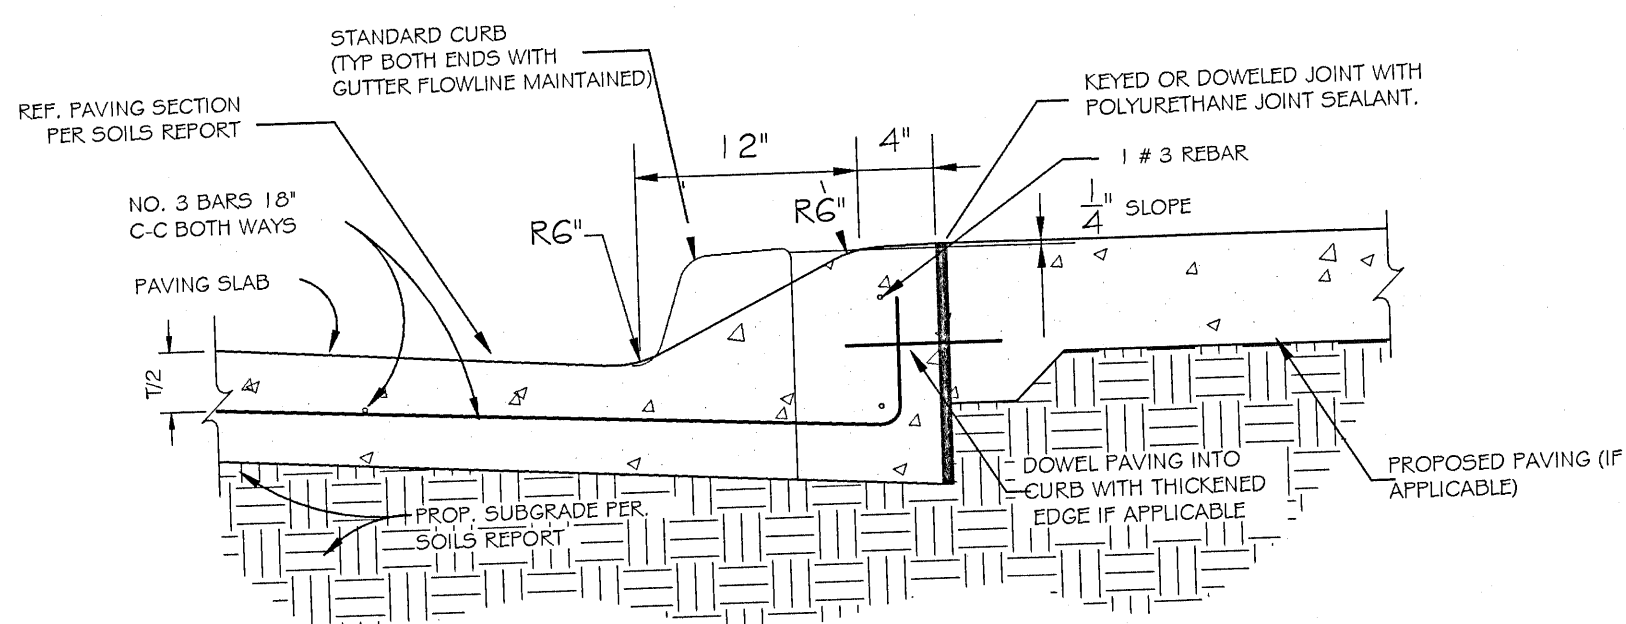 STANDARD CURB
(TYP BOTH ENDS WITH
GUTTER FLOWLINE MAINTAINED)
REF. PAVING SECTION
PER SOILS REPORT
KEYED OR DOWELED JOINT WITH
POLYURETHANE JOINT SEALANT.
12"
4"
1 # 3 REBAR
NO. 3 BARS 18"
C-C BOTH WAYS
R6"
R6"
1/4" SLOPE
PAVING SLAB
T/2
DOWEL PAVING INTO
CURB WITH THICKENED
EDGE IF APPLICABLE
PROPOSED PAVING (IF
APPLICABLE)
PROP. SUBGRADE PER.
SOILS REPORT